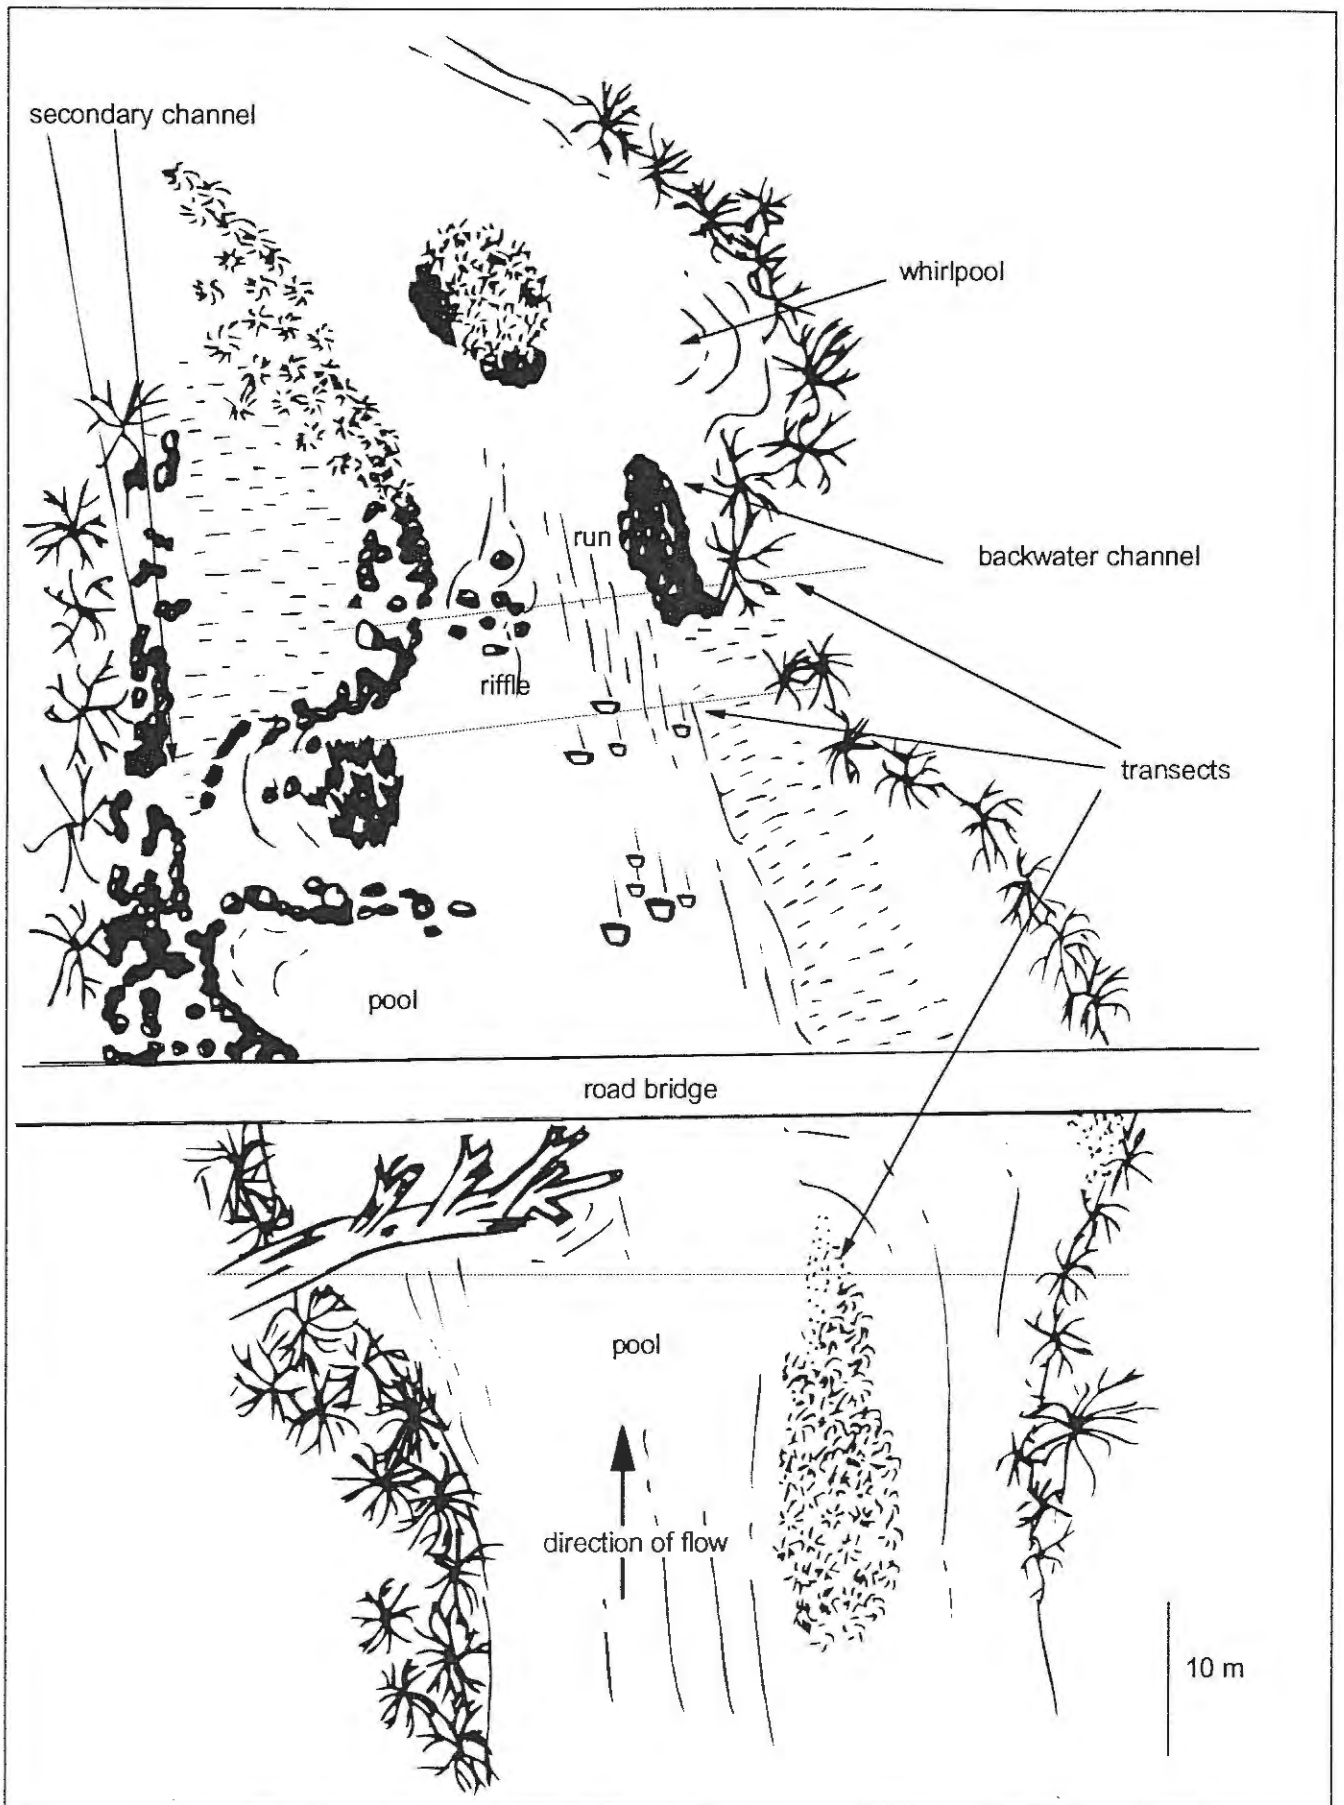 secondary channel
whirlpool
run
backwater channel
riffle
transects
pool
road bridge
pool
direction of flow
10 m